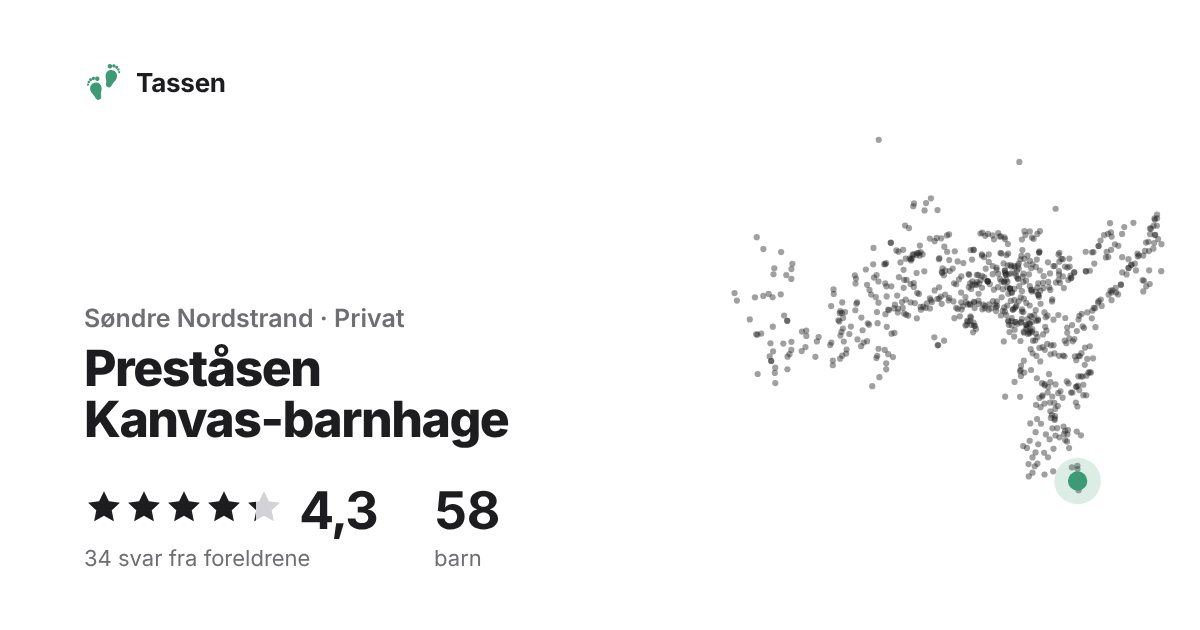 Tassen
Søndre Nordstrand · Privat
Preståsen
Kanvas-barnhage
4,3
58
34 svar fra foreldrene
barn